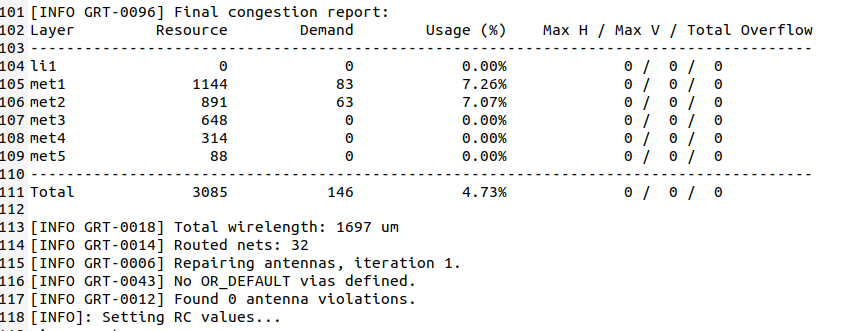 101 [INFO GRT-0096] Final congestion report:
102 Layer         Resource        Demand        Usage (%)    Max H / Max V / Total Overflow
103 ---------------------------------------------------------------------------------------
104 li1                  0             0            0.00%             0 /  0 /  0
105 met1              1144            83            7.26%             0 /  0 /  0
106 met2               891            63            7.07%             0 /  0 /  0
107 met3               648             0            0.00%             0 /  0 /  0
108 met4               314             0            0.00%             0 /  0 /  0
109 met5                88             0            0.00%             0 /  0 /  0
110 ---------------------------------------------------------------------------------------
111 Total             3085           146            4.73%             0 /  0 /  0
112
113 [INFO GRT-0018] Total wirelength: 1697 um
114 [INFO GRT-0014] Routed nets: 32
115 [INFO GRT-0006] Repairing antennas, iteration 1.
116 [INFO GRT-0043] No OR_DEFAULT vias defined.
117 [INFO GRT-0012] Found 0 antenna violations.
118 [INFO]: Setting RC values...